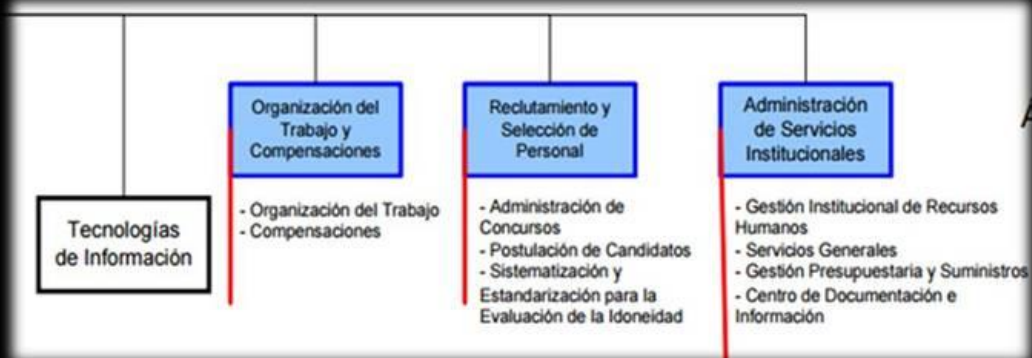 Organización del
Trabajo y
Compensaciones
- Organización del Trabajo
- Compensaciones
Reclutamiento y
Selección de
Personal
- Administración de
Concursos
- Postulación de Candidatos
- Sistematización y
Estandarización para la
Evaluación de la Idoneidad
Administración
de Servicios
Institucionales
- Gestión Institucional de Recursos
Humanos
- Servicios Generales
- Gestión Presupuestaria y Suministros
- Centro de Documentación e
Información
Tecnologías
de Información
A